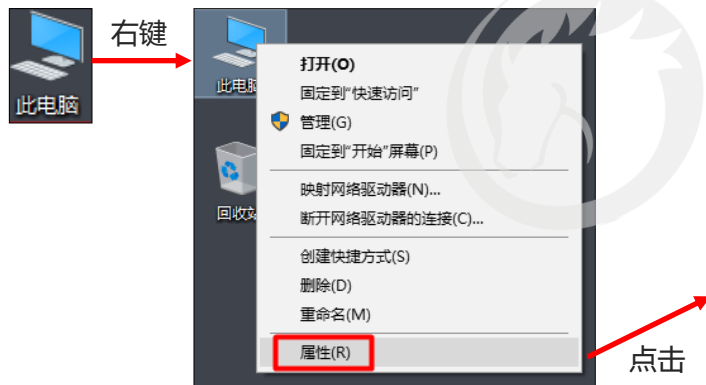 右键
此电脑
此电脑
打开(O)
固定到"快速访问"
管理(G)
固定到"开始"屏幕(P)
映射网络驱动器(N)...
回收站
断开网络驱动器的连接(C)...
创建快捷方式(S)
删除(D)
重命名(M)
属性(R)
点击